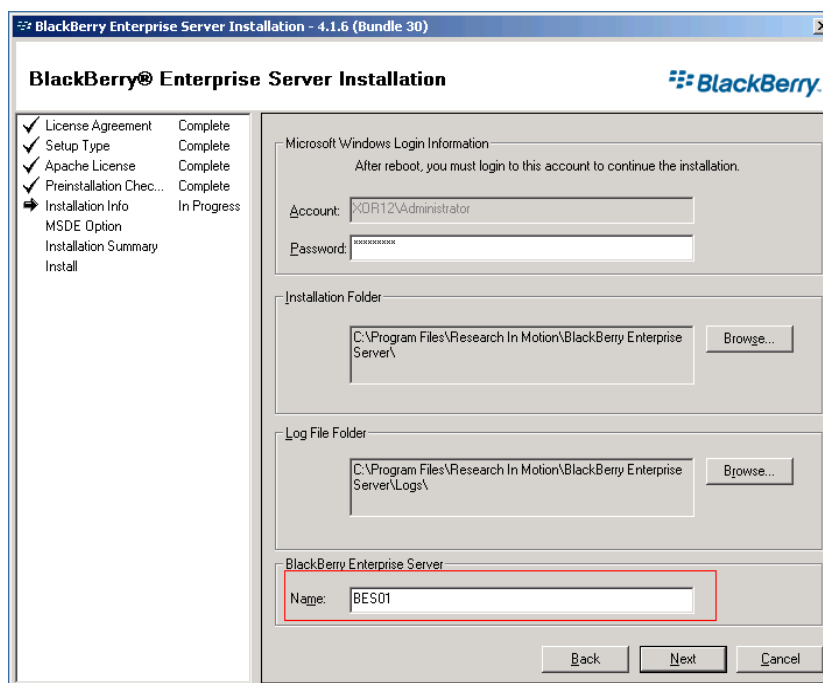 BlackBerry Enterprise Server Installation - 4.1.6 (Bundle 30)
BlackBerry® Enterprise Server Installation
BlackBerry.
License Agreement Complete
Setup Type Complete
Apache License Complete
Preinstallation Chec... Complete
Installation Info In Progress
MSDE Option
Installation Summary
Install
Microsoft Windows Login Information
After reboot, you must login to this account to continue the installation.
Account: XOR12\Administrator
Password: xxxxxxxxx
Installation Folder
C:\Program Files\Research In Motion\BlackBerry Enterprise
Server\
Browse...
Log File Folder
C:\Program Files\Research In Motion\BlackBerry Enterprise
Server\Logs\
Browse...
BlackBerry Enterprise Server
Name: BES01
Back Next Cancel